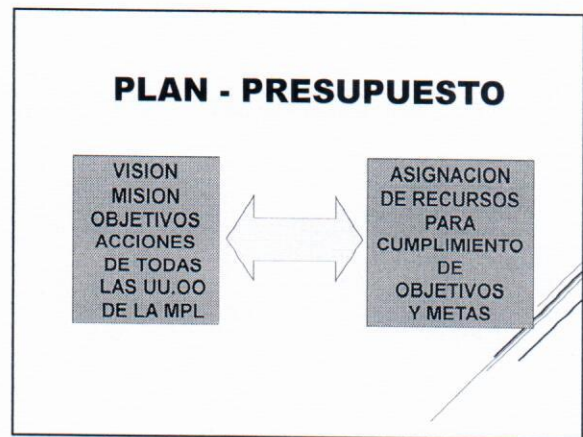 PLAN - PRESUPUESTO
VISION
MISION
OBJETIVOS
ACCIONES
DE TODAS
LAS UU.OO
DE LA MPL
ASIGNACION
DE RECURSOS
PARA
CUMPLIMIENTO
DE
OBJETIVOS
Y METAS